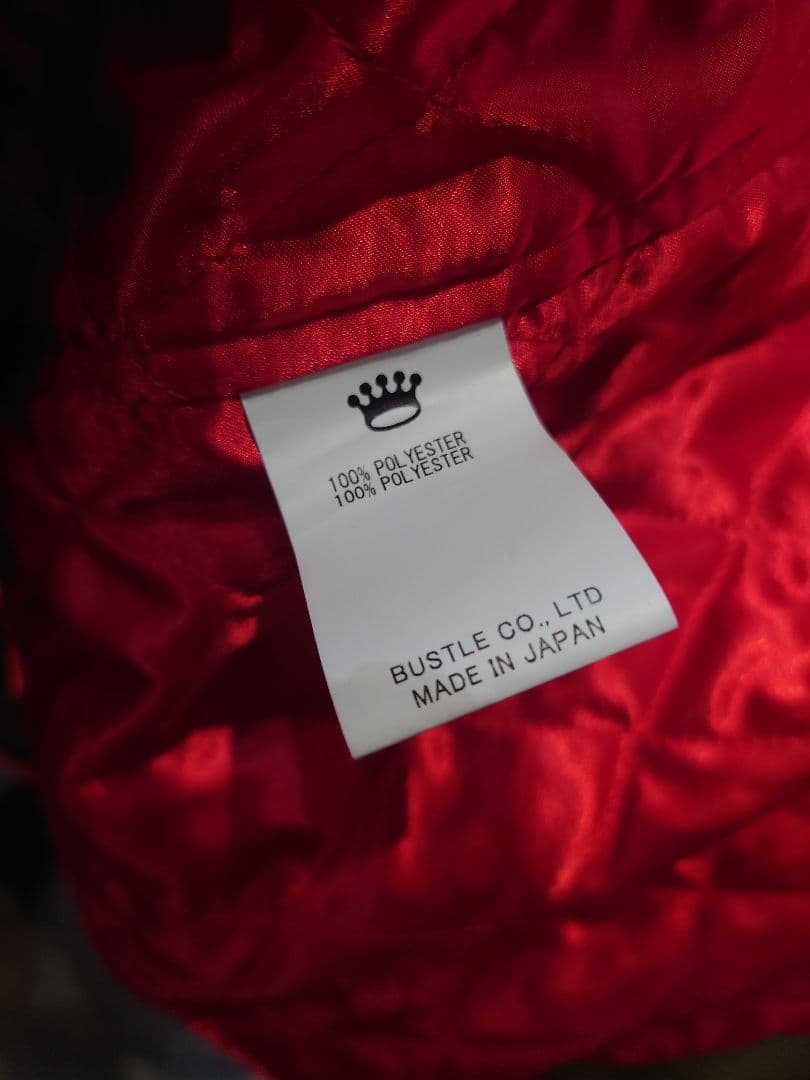 100% POLYESTER
100% POLYESTER
BUSTLE CO., LTD
MADE IN JAPAN